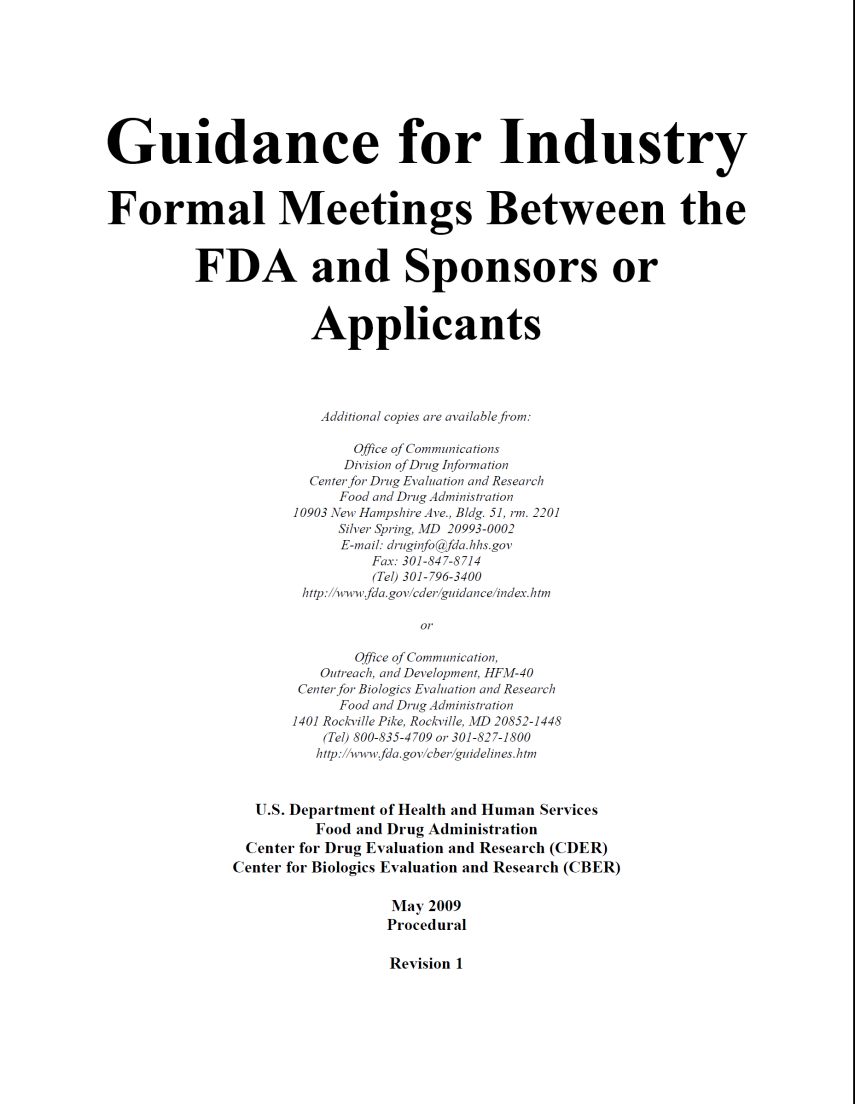 Guidance for Industry
Formal Meetings Between the
FDA and Sponsors or
Applicants
Additional copies are available from:
Office of Communications
Division of Drug Information
Center for Drug Evaluation and Research
Food and Drug Administration
10903 New Hampshire Ave., Bldg. 51, rm. 2201
Silver Spring, MD  20993-0002
E-mail: druginfo@fda.hhs.gov
Fax: 301-847-8714
(Tel) 301-796-3400
http://www.fda.gov/cder/guidance/index.htm
or
Office of Communication,
Outreach, and Development, HFM-40
Center for Biologics Evaluation and Research
Food and Drug Administration
1401 Rockville Pike, Rockville, MD 20852-1448
(Tel) 800-835-4709 or 301-827-1800
http://www.fda.gov/cber/guidelines.htm
U.S. Department of Health and Human Services
Food and Drug Administration
Center for Drug Evaluation and Research (CDER)
Center for Biologics Evaluation and Research (CBER)
May 2009
Procedural
Revision 1